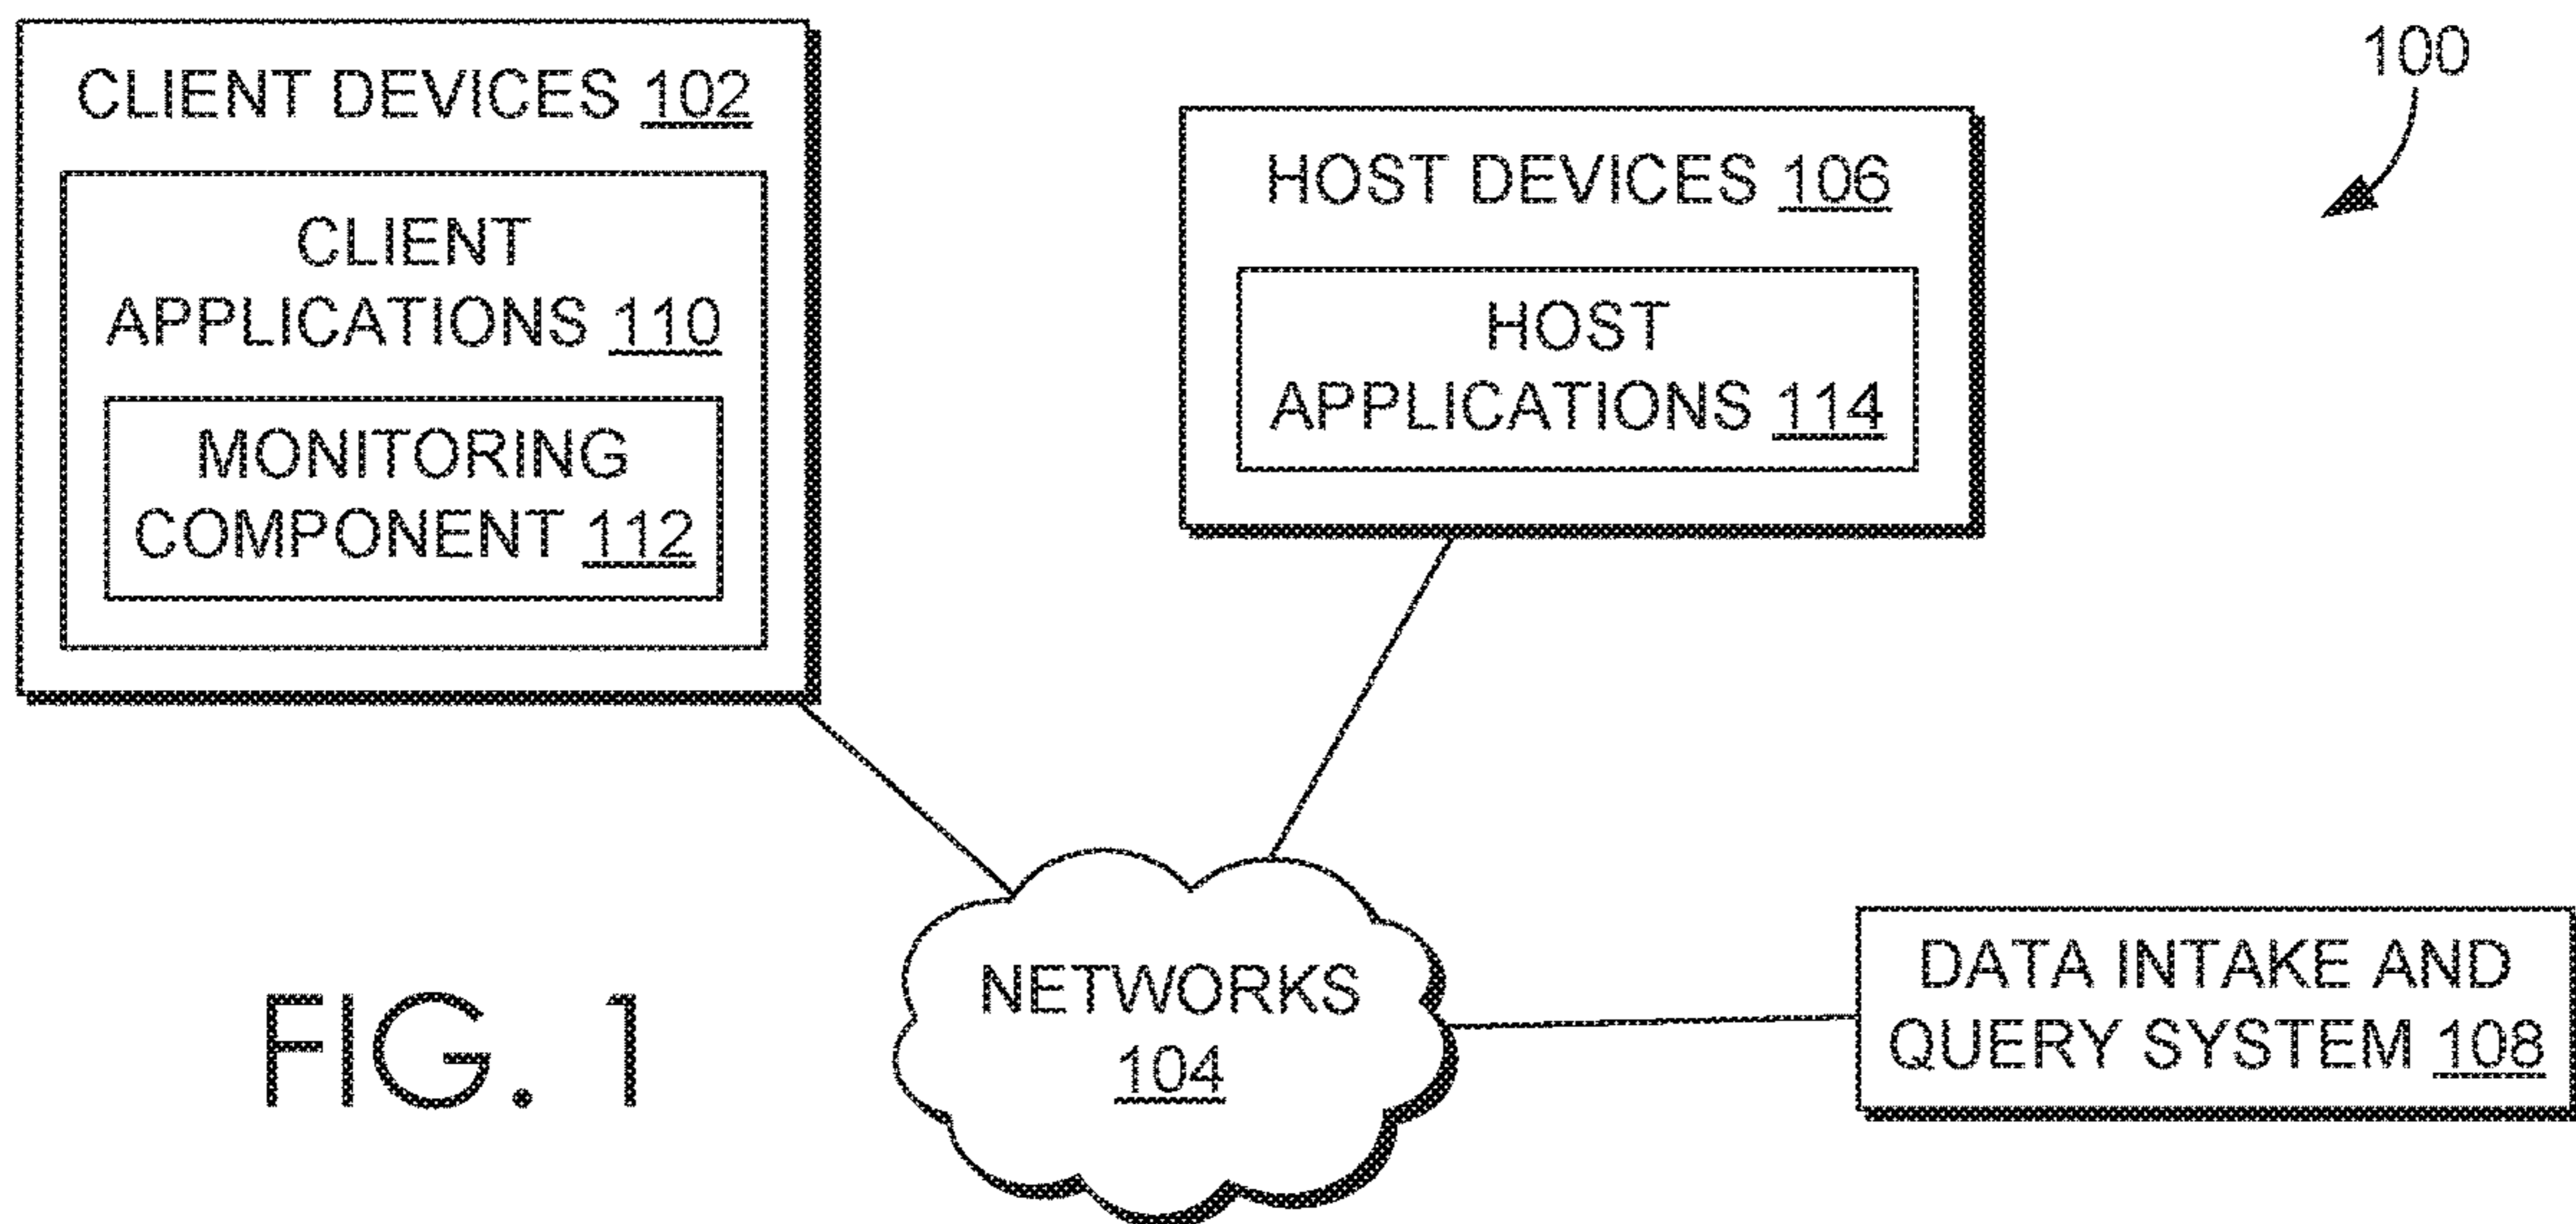 100
CLIENT DEVICES 102
CLIENT
APPLICATIONS 110
MONITORING
COMPONENT 112
HOST DEVICES 106
HOST
APPLICATIONS 114
NETWORKS
104
DATA INTAKE AND
QUERY SYSTEM 108
FIG. 1